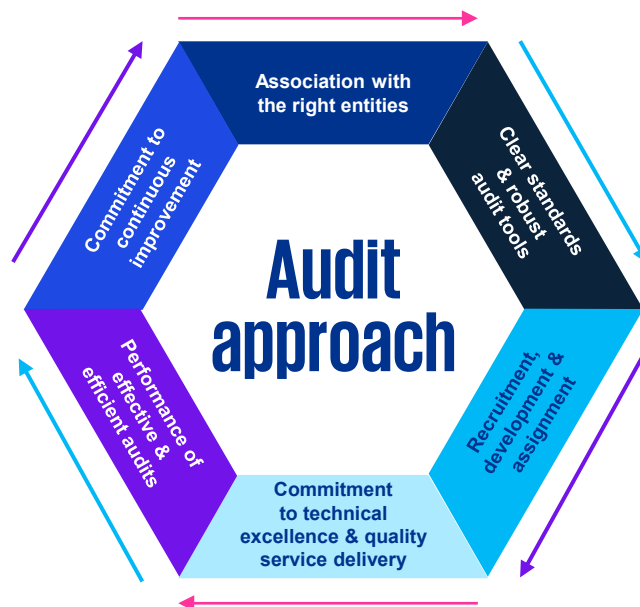 Association with
the right entities
Clear standards
& robust
audit tools
Recruitment,
development &
assignment
Commitment
to technical
excellence & quality
service delivery
Performance of
effective &
efficient audits
Commitment to
continuous
improvement
Audit
approach